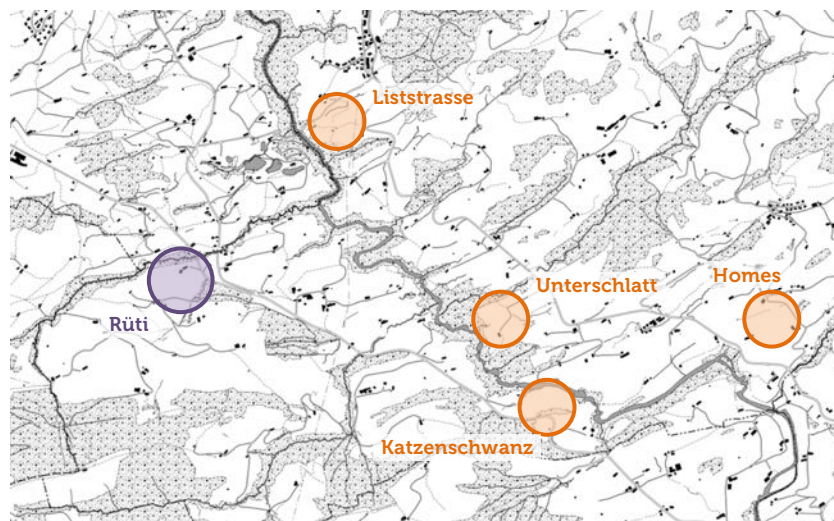 Liststrasse
Unterschlatt
Homes
Rüti
Katzenschwanz